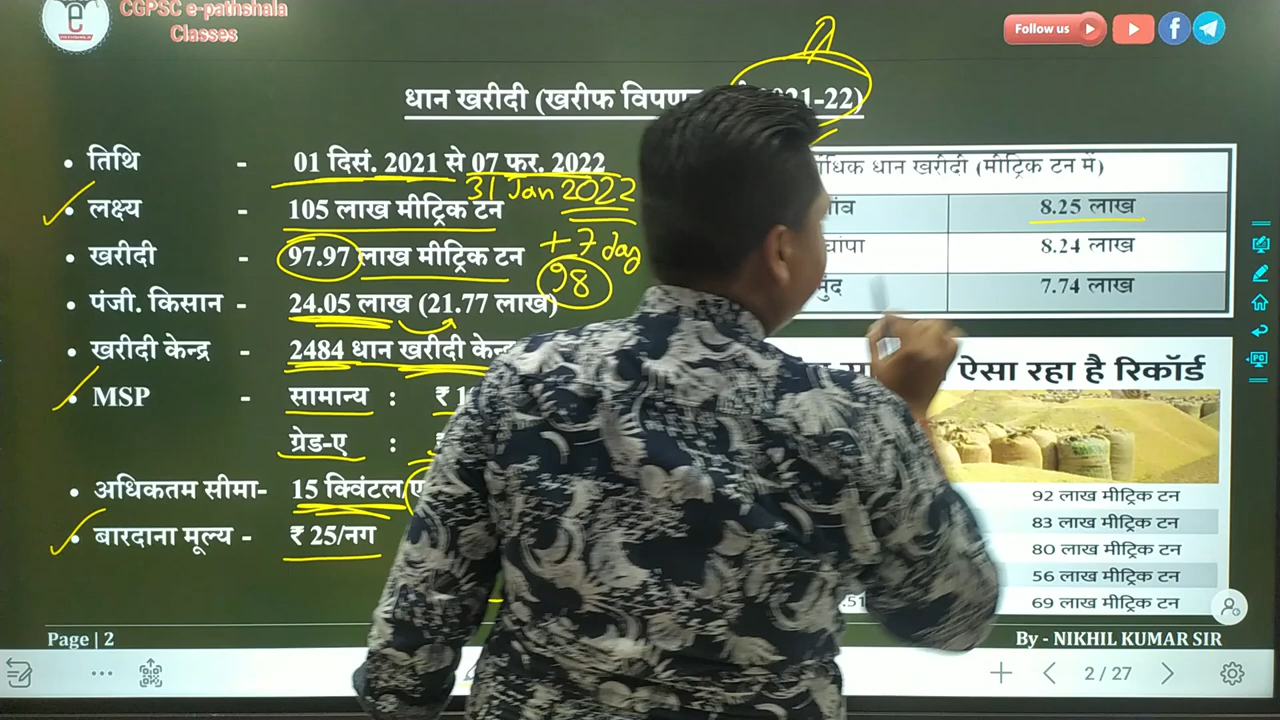 CGPSC e-pathshala
Classes
Follow us
धान खरीदी (खरीफ विपणन 2021-22)
• तिथि - 01 दिसं. 2021 से 07 फर. 2022
31 Jan 2022
• लक्ष्य - 105 लाख मीट्रिक टन
+ 7 day
• खरीदी - 97.97 लाख मीट्रिक टन
98
• पंजी. किसान - 24.05 लाख (21.77 लाख)
• खरीदी केन्द्र - 2484 धान खरीदी
• MSP - सामान्य : ₹
ग्रेड-ए :
• अधिकतम सीमा- 15 क्विंटल
• बारदाना मूल्य - ₹ 25/नग
धान खरीदी (मीट्रिक टन में)
8.25 लाख
8.24 लाख
7.74 लाख
ऐसा रहा है रिकॉर्ड
92 लाख मीट्रिक टन
83 लाख मीट्रिक टन
80 लाख मीट्रिक टन
56 लाख मीट्रिक टन
69 लाख मीट्रिक टन
Page | 2
By - NIKHIL KUMAR SIR
2 / 27